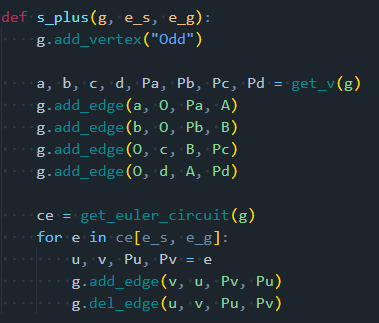 def s_plus(g, e_s, e_g):
    g.add_vertex("Odd")

    a, b, c, d, Pa, Pb, Pc, Pd = get_v(g)
    g.add_edge(a, O, Pa, A)
    g.add_edge(b, O, Pb, B)
    g.add_edge(O, c, B, Pc)
    g.add_edge(O, d, A, Pd)

    ce = get_euler_circuit(g)
    for e in ce[e_s, e_g]:
        u, v, Pu, Pv = e
        g.add_edge(v, u, Pv, Pu)
        g.del_edge(u, v, Pu, Pv)